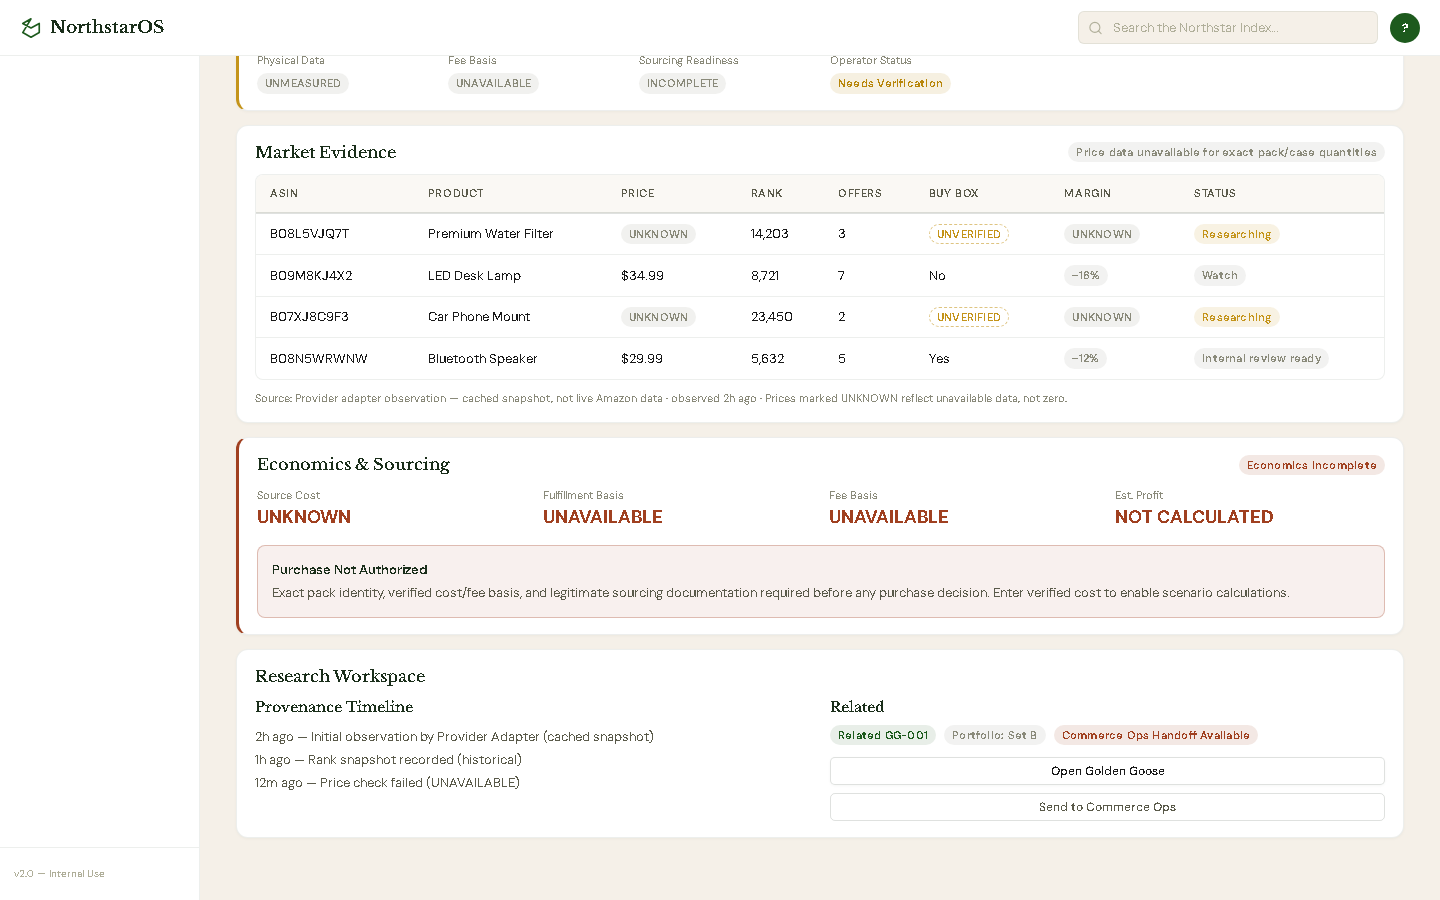 NorthstarOS
Search the Northstar Index...
?
Physical Data Fee Basis Sourcing Readiness Operator Status
UNMEASURED UNAVAILABLE INCOMPLETE Needs Verification
Market Evidence
Price data unavailable for exact pack/case quantities
ASIN PRODUCT PRICE RANK OFFERS BUY BOX MARGIN STATUS
B08L5VJQ7T Premium Water Filter UNKNOWN 14,203 3 UNVERIFIED UNKNOWN Researching
B09M8KJ4X2 LED Desk Lamp $34.99 8,721 7 No −18% Watch
B07XJ8C9F3 Car Phone Mount UNKNOWN 23,450 2 UNVERIFIED UNKNOWN Researching
B08N5WRWNW Bluetooth Speaker $29.99 5,632 5 Yes −12% Internal review ready
Source: Provider adapter observation — cached snapshot, not live Amazon data · observed 2h ago · Prices marked UNKNOWN reflect unavailable data, not zero.
Economics & Sourcing
Economics Incomplete
Source Cost Fulfillment Basis Fee Basis Est. Profit
UNKNOWN UNAVAILABLE UNAVAILABLE NOT CALCULATED
Purchase Not Authorized
Exact pack identity, verified cost/fee basis, and legitimate sourcing documentation required before any purchase decision. Enter verified cost to enable scenario calculations.
Research Workspace
Provenance Timeline
2h ago — Initial observation by Provider Adapter (cached snapshot)
1h ago — Rank snapshot recorded (historical)
12m ago — Price check failed (UNAVAILABLE)
Related
Related GG-001 Portfolio: Set B Commerce Ops Handoff Available
Open Golden Goose
Send to Commerce Ops
v2.0 — Internal Use